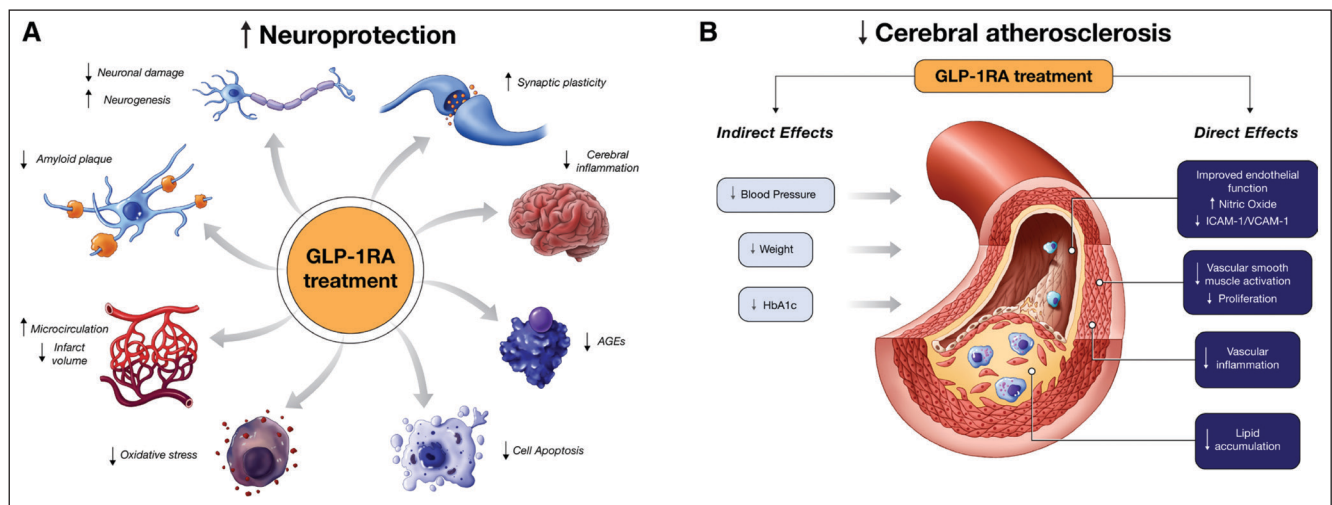 A
↑ Neuroprotection
↓ Neuronal damage
↑ Neurogenesis
↑ Synaptic plasticity
↓ Amyloid plaque
↓ Cerebral
inflammation
GLP-1RA
treatment
↑ Microcirculation
↓ Infarct
volume
↓ AGEs
↓ Oxidative stress
↓ Cell Apoptosis
B
↓ Cerebral atherosclerosis
GLP-1RA treatment
Indirect Effects
Direct Effects
↓ Blood Pressure
↓ Weight
↓ HbA1c
Improved endothelial
function
↑ Nitric Oxide
↓ ICAM-1/VCAM-1
↓ Vascular smooth
muscle activation
↓ Proliferation
↓ Vascular
inflammation
↓ Lipid
accumulation